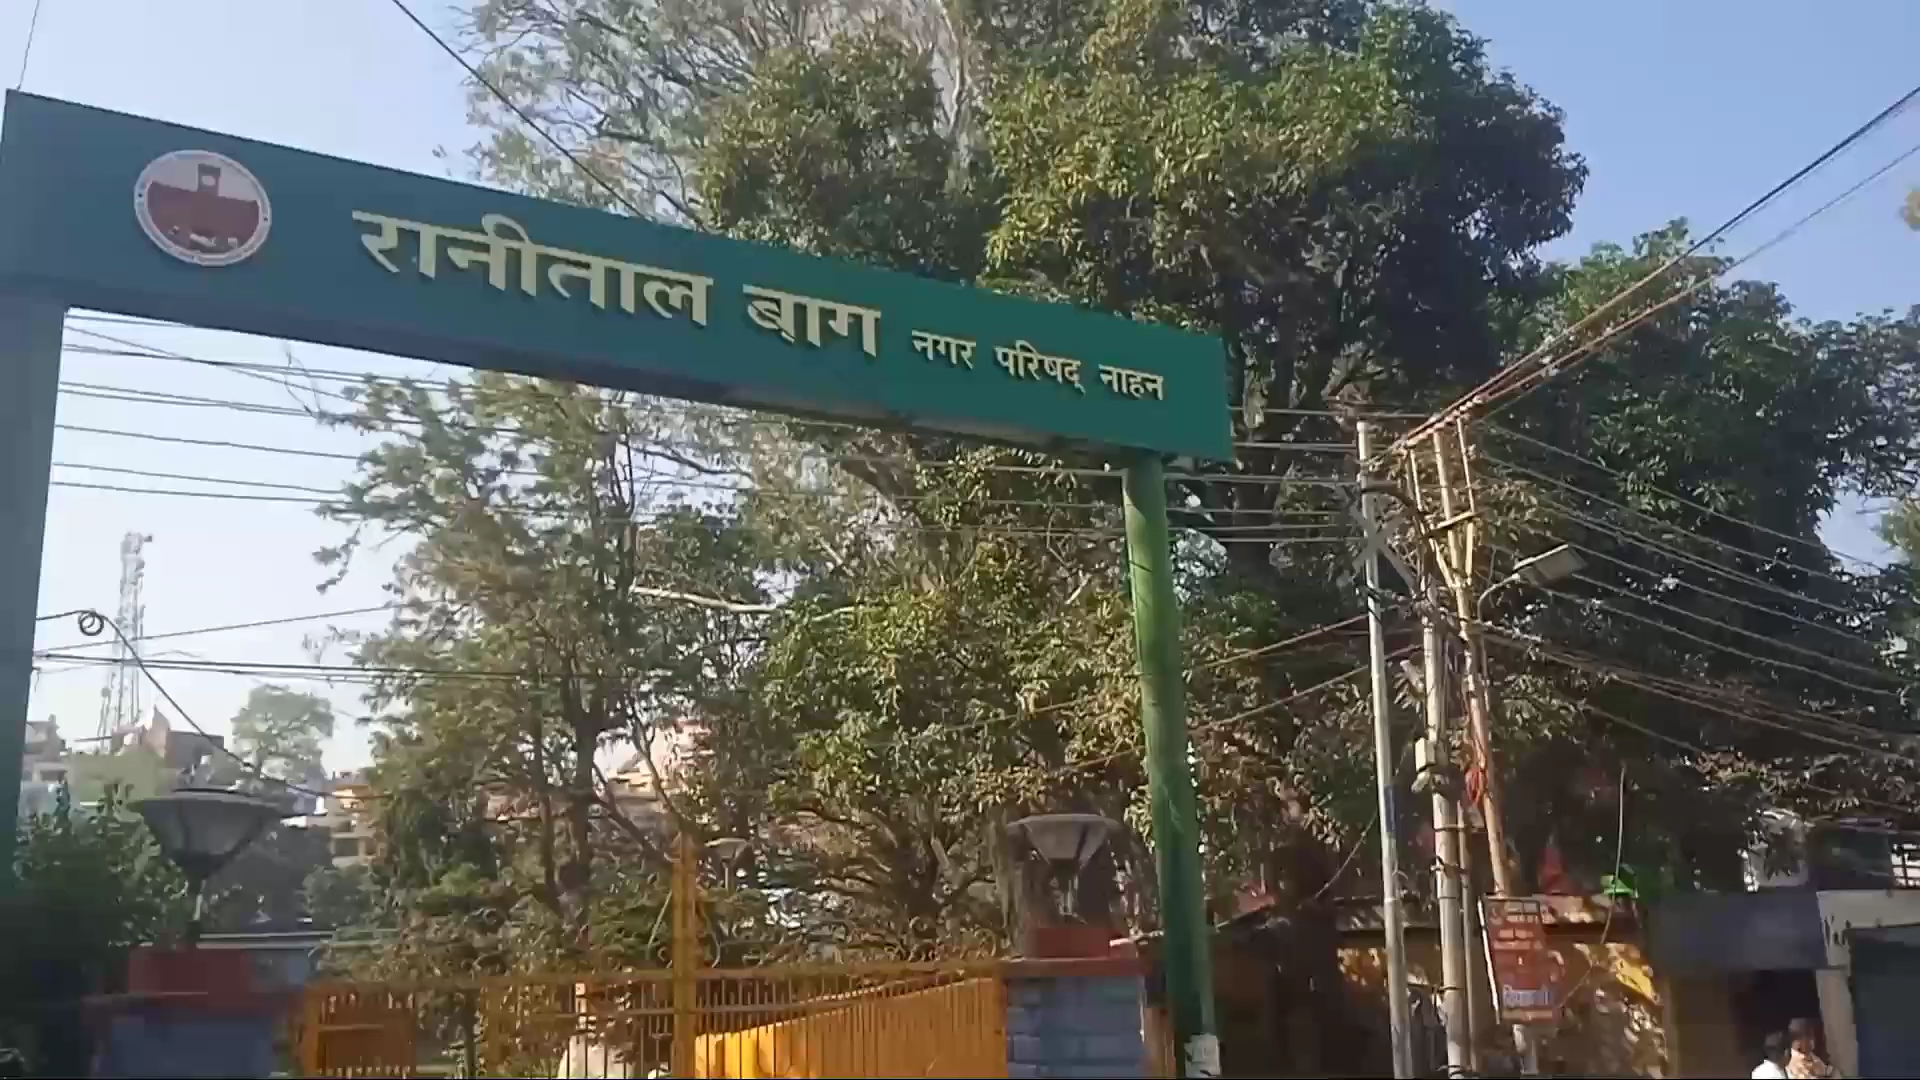 रानीताल बाग नगर परिषद् नाहन